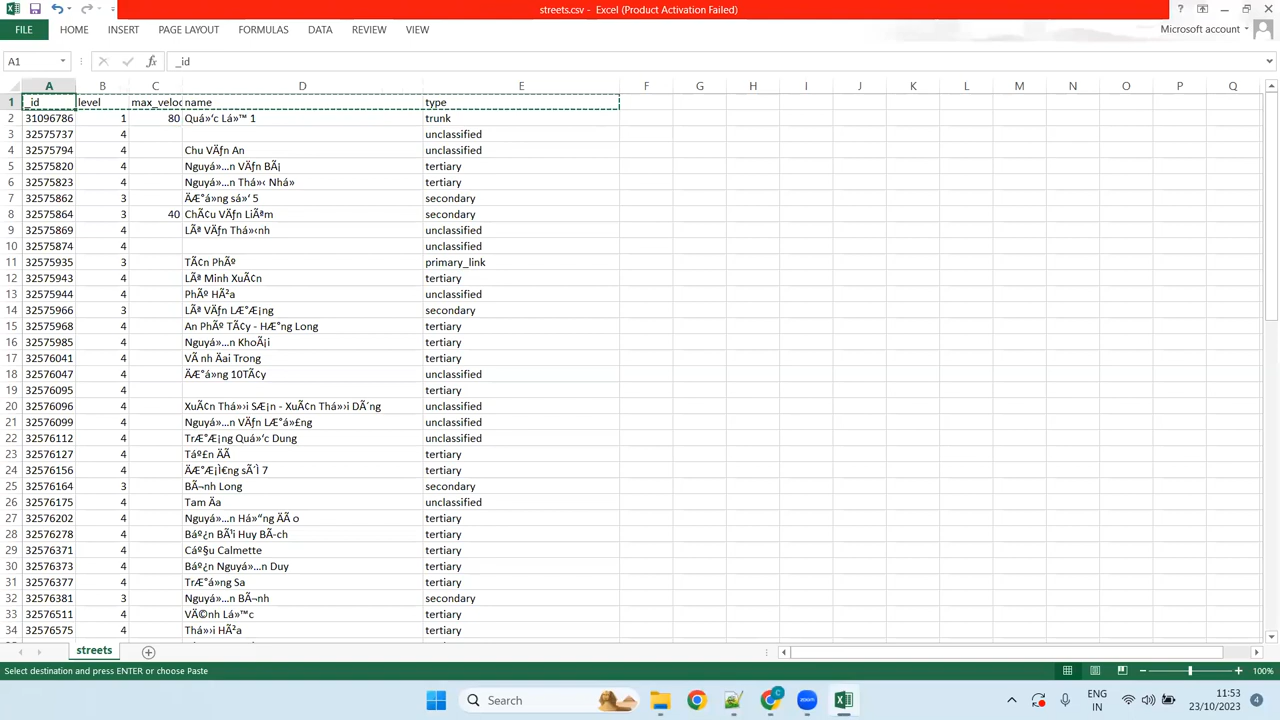 streets.csv - Excel (Product Activation Failed)
FILE HOME INSERT PAGE LAYOUT FORMULAS DATA REVIEW VIEW Microsoft account
A1 _id
A B C D E F G H I J K L M N O P Q
1 _id level max_veloc name type
2 31096786 1 80 Quá»‘c Lá»™ 1 trunk
3 32575737 4 unclassified
4 32575794 4 Chu VÄƒn An unclassified
5 32575820 4 Nguyá»…n VÄƒn BÃ¡ tertiary
6 32575823 4 Nguyá»…n Thá»‹ Nhá» tertiary
7 32575862 3 ÄÆ°á»ng sá»‘ 5 secondary
8 32575864 3 40 ChÃ¢u VÄƒn LiÃªm secondary
9 32575869 4 LÃª VÄƒn Thá»‹nh unclassified
10 32575874 4 unclassified
11 32575935 3 TÃ¢n PhÃº primary_link
12 32575943 4 LÃª Minh XuÃ¢n tertiary
13 32575944 4 PhÃº HÃ²a unclassified
14 32575966 3 LÃª VÄƒn LÆ°Æ¡ng secondary
15 32575968 4 An PhÃº TÃ¢y - HÆ°ng Long tertiary
16 32575985 4 Nguyá»…n KhoÃ¡i tertiary
17 32576041 4 VÃ nh Äai Trong tertiary
18 32576047 4 ÄÆ°á»ng 10TÃ¢y unclassified
19 32576095 4 tertiary
20 32576096 4 XuÃ¢n Thá»›i SÆ¡n - XuÃ¢n Thá»›i DÃ´ng unclassified
21 32576099 4 Nguyá»…n VÄƒn LÆ°á»£ng unclassified
22 32576112 4 TrÆ°Æ¡ng Quá»‘c Dung unclassified
23 32576127 4 Táº£n ÄÃ tertiary
24 32576156 4 ÄÆ°Æ¡Ì€ng sÃ´Ì 7 tertiary
25 32576164 3 BÃ¬nh Long secondary
26 32576175 4 Tam Äa unclassified
27 32576202 4 Nguyá»…n Há»“ng ÄÃ o tertiary
28 32576278 4 Báº¿n BÃ¹i Huy BÃ­ch tertiary
29 32576371 4 Cáº§u Calmette tertiary
30 32576373 4 Báº¿n Nguyá»…n Duy tertiary
31 32576377 4 TrÆ°á»ng Sa tertiary
32 32576381 3 Nguyá»…n BÃ¬nh secondary
33 32576511 4 VÄ©nh Lá»™c tertiary
34 32576575 4 Thá»›i HÃ²a tertiary
streets
Select destination and press ENTER or choose Paste 100%
Search ENG IN 11:53 23/10/2023 4